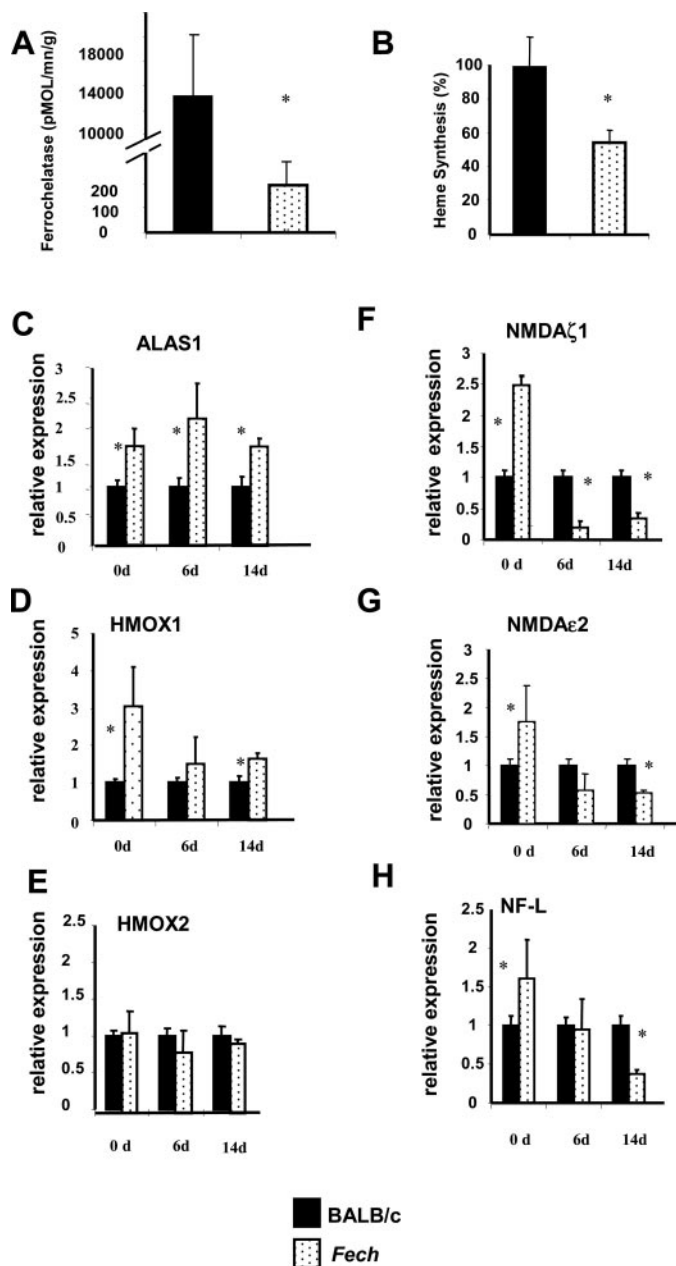 A
Ferrochelatase (pMOL/mn/g)
18000
14000
10000
200
100
0
*
B
Heme Synthesis (%)
100
80
60
40
20
0
*
C
ALAS1
relative expression
3
2.5
2
1.5
1
0.5
0
* * *
0d 6d 14d
D
HMOX1
relative expression
5
4
3
2
1
0
* *
0d 6d 14d
E
HMOX2
relative expression
2.5
2
1.5
1
0.5
0
0 d 6d 14d
F
NMDAζ1
relative expression
3
2.5
2
1.5
1
0.5
0
* * *
0 d 6d 14d
G
NMDAε2
relative expression
3
2.5
2
1.5
1
0.5
0
* *
0 d 6d 14d
H
NF-L
relative expression
2.5
2
1.5
1
0.5
0
* *
0 d 6d 14d
BALB/c
Fech